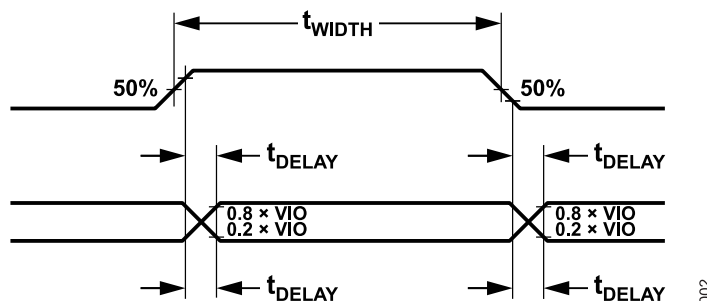 tWIDTH
50%
50%
tDELAY
tDELAY
0.8 × VIO
0.2 × VIO
0.8 × VIO
0.2 × VIO
tDELAY
tDELAY
002